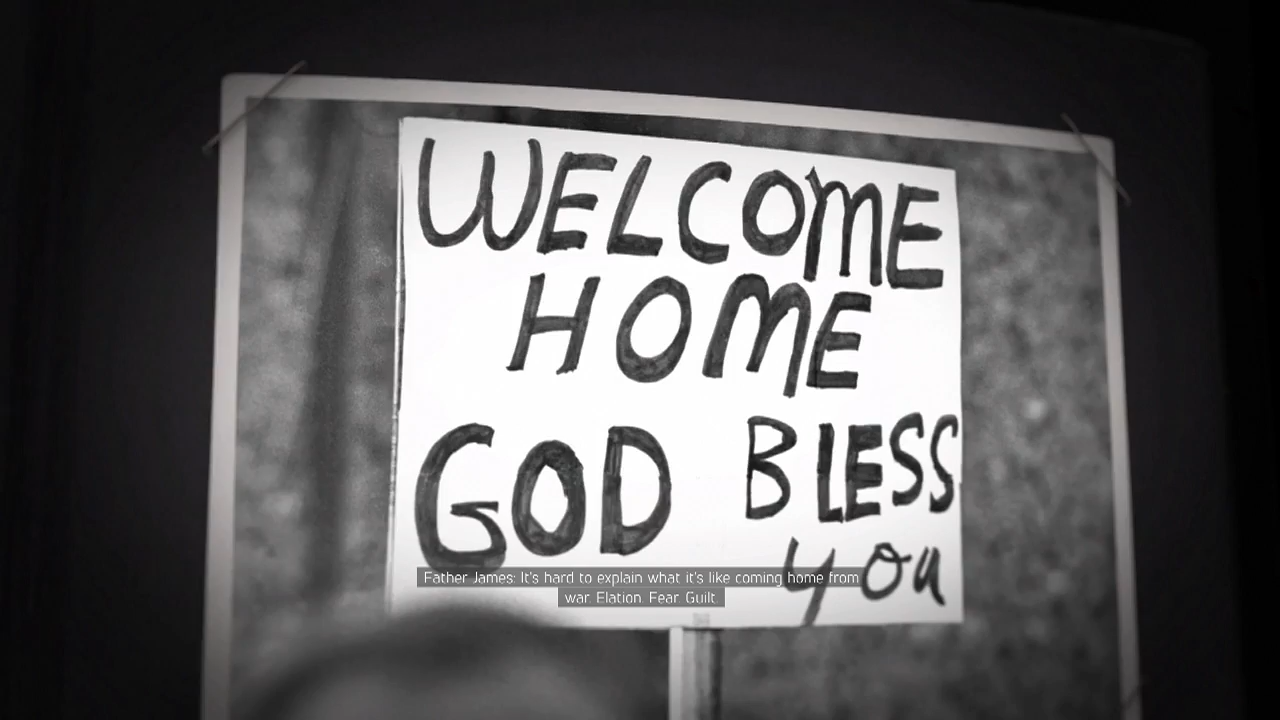 WELCOME
HOME
GOD BLESS
you
Father James: It's hard to explain what it's like coming home from
war. Elation. Fear. Guilt.